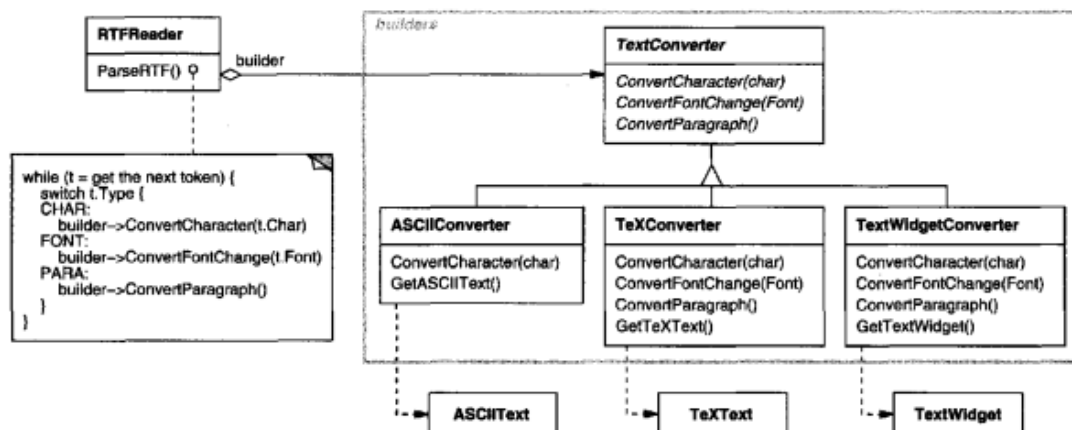 builders
RTFReader
ParseRTF()
builder
TextConverter
ConvertCharacter(char)
ConvertFontChange(Font)
ConvertParagraph()
while (t = get the next token) {
switch t.Type {
CHAR:
builder->ConvertCharacter(t.Char)
FONT:
builder->ConvertFontChange(t.Font)
PARA:
builder->ConvertParagraph()
}
}
ASCIIConverter
ConvertCharacter(char)
GetASCIIText()
TeXConverter
ConvertCharacter(char)
ConvertFontChange(Font)
ConvertParagraph()
GetTeXText()
TextWidgetConverter
ConvertCharacter(char)
ConvertFontChange(Font)
ConvertParagraph()
GetTextWidget()
ASCIIText
TeXText
TextWidget